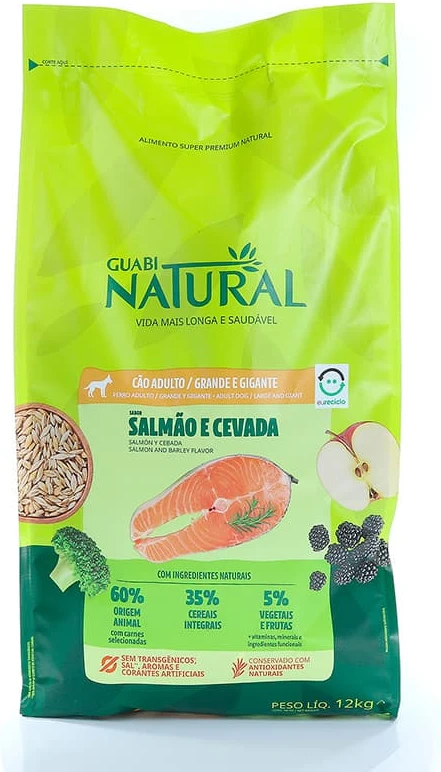 CORTE AQUI
ALIMENTO SUPER PREMIUM NATURAL
GUABI
NATURAL
VIDA MAIS LONGA E SAUDÁVEL
CÃO ADULTO / GRANDE E GIGANTE
PERRO ADULTO / GRANDE Y GIGANTE • ADULT DOG / LARGE AND GIANT
eureciclo
SABOR
SALMÃO E CEVADA
SALMÓN Y CEBADA
SALMON AND BARLEY FLAVOR
COM INGREDIENTES NATURAIS
60% 35% 5%
ORIGEM ANIMAL
com carnes selecionadas
CEREAIS INTEGRAIS
VEGETAIS E FRUTAS
+ vitaminas, minerais e ingredientes funcionais
SEM TRANSGÊNICOS,
SAL**, AROMAS E
CORANTES ARTIFICIAIS
CONSERVADO COM
ANTIOXIDANTES
NATURAIS
PESO LÍQ. 12kg